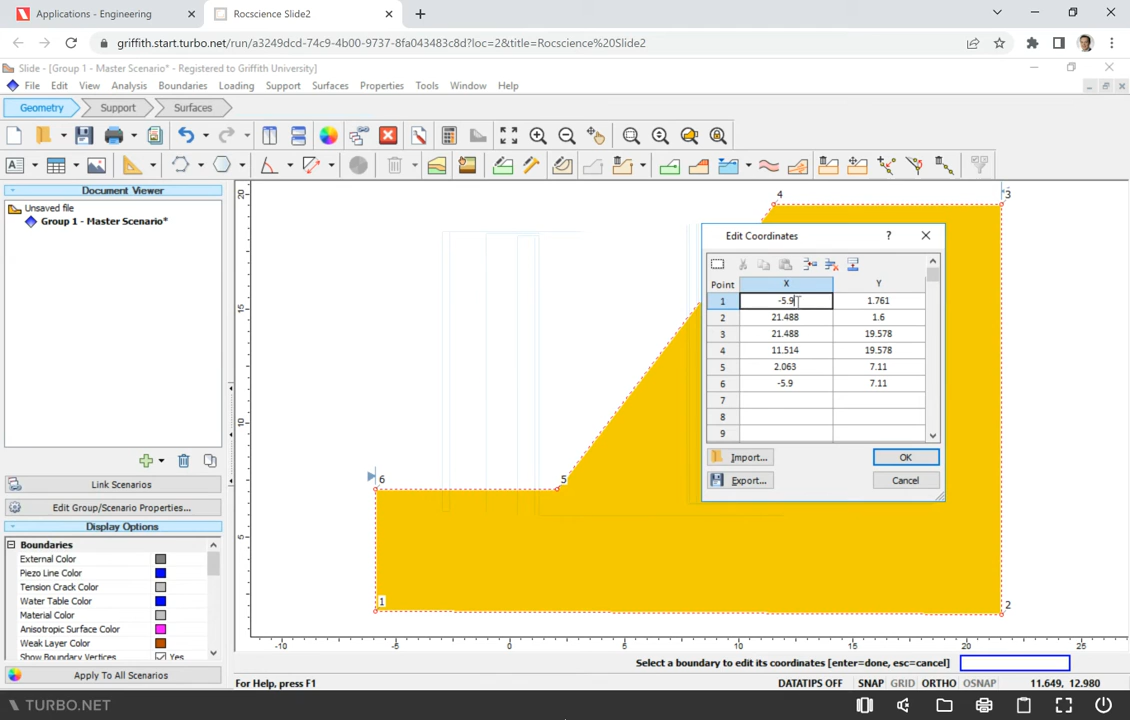 Applications - Engineering
Rocscience Slide2
griffith.start.turbo.net/run/a3249dcd-74c9-4b00-9737-8fa043483c8d?loc=2&title=Rocscience%20Slide2
Slide - [Group 1 - Master Scenario* - Registered to Griffith University]
File Edit View Analysis Boundaries Loading Support Surfaces Properties Tools Window Help
Geometry Support Surfaces
Document Viewer
Unsaved file
Group 1 - Master Scenario*
Link Scenarios
Edit Group/Scenario Properties...
Display Options
Boundaries
External Color
Piezo Line Color
Tension Crack Color
Water Table Color
Material Color
Anisotropic Surface Color
Weak Layer Color
Show Boundary Vertices Yes
Apply To All Scenarios
20
15
10
5
4
3
6
5
1
2
-10 -5 0 5 10 15 20 25
Edit Coordinates ?
Point X Y
1 -5.9 1.761
2 21.488 1.6
3 21.488 19.578
4 11.514 19.578
5 2.063 7.11
6 -5.9 7.11
7
8
9
Import... OK
Export... Cancel
Select a boundary to edit its coordinates [enter=done, esc=cancel]
For Help, press F1
DATATIPS OFF SNAP GRID ORTHO OSNAP 11.649, 12.980
TURBO.NET